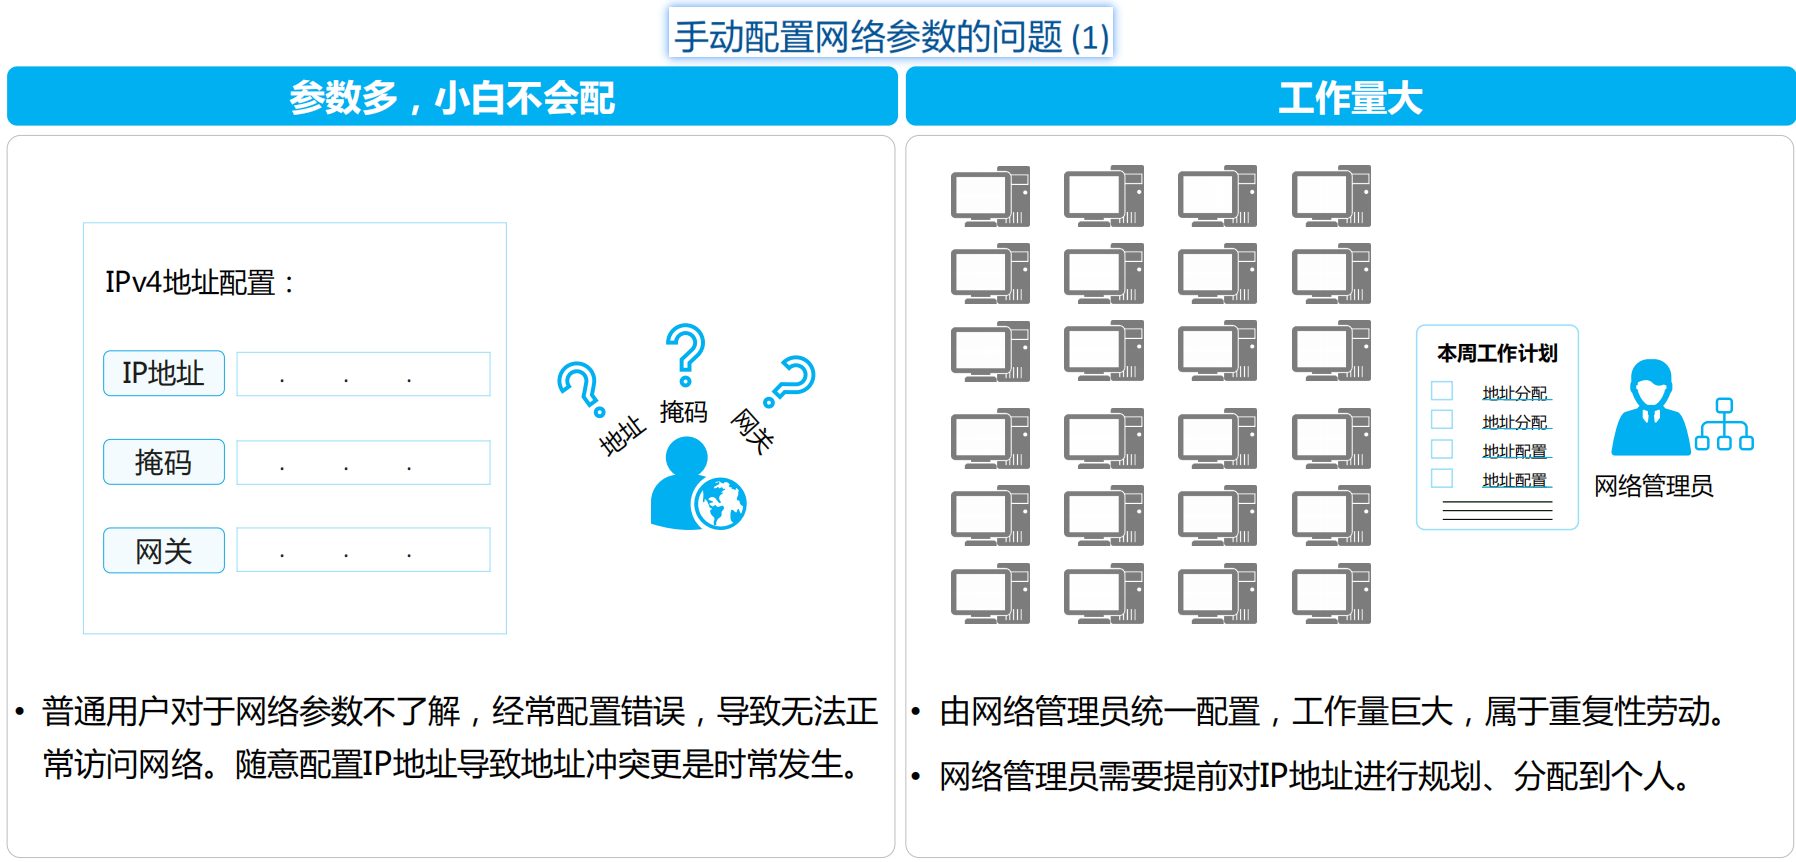 手动配置网络参数的问题 (1)
参数多，小白不会配
IPv4地址配置：
IP地址 . . .
掩码 . . .
网关 . . .
地址
掩码
网关
• 普通用户对于网络参数不了解，经常配置错误，导致无法正
常访问网络。随意配置IP地址导致地址冲突更是时常发生。
工作量大
本周工作计划
地址分配
地址分配
地址配置
地址配置
网络管理员
• 由网络管理员统一配置，工作量巨大，属于重复性劳动。
• 网络管理员需要提前对IP地址进行规划、分配到个人。